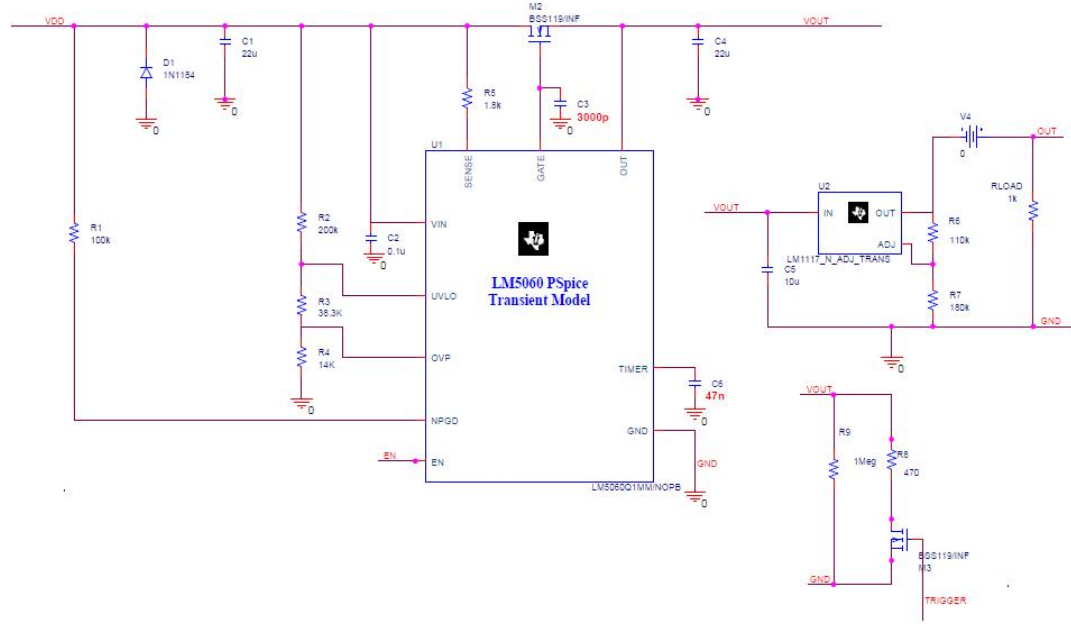 VDD
M2
BSS119/INF
VOUT
C1
22u
0
D1
1N1184
0
R5
1.8k
C3
3000p
0
C4
22u
0
U1
SENSE
GATE
OUT
R1
100k
R2
200k
VIN
C2
0.1u
0
LM5060 PSpice
Transient Model
UVLO
R3
38.3K
OVP
R4
14K
0
TIMER
C6
47n
0
NPGD
GND
EN
EN
GND
LM5060Q1MM/NOPB
0
V4
0
OUT
RLOAD
1k
U2
VOUT
IN
OUT
ADJ
LM1117_N_ADJ_TRANS
R6
110k
C5
10u
R7
180k
GND
0
VOUT
R9
1Meg
R8
470
BSS119/INF
M3
GND
TRIGGER